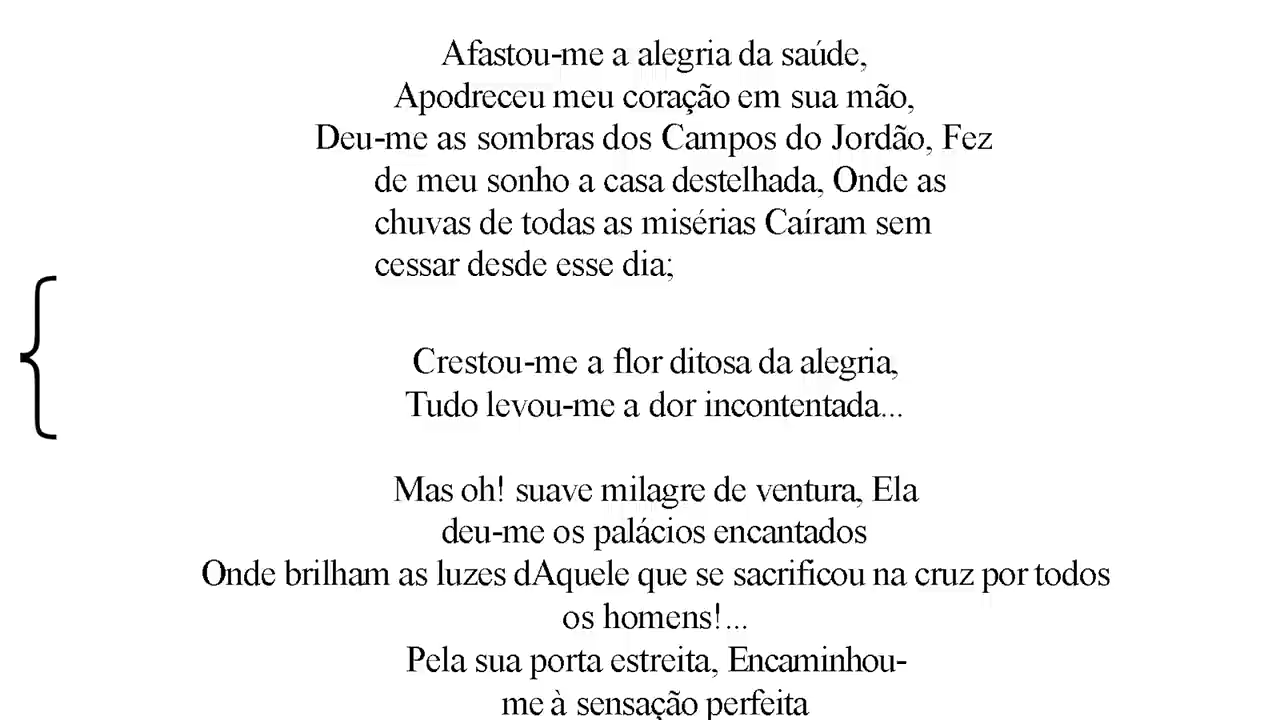 Afastou-me a alegria da saúde,
Apodreceu meu coração em sua mão,
Deu-me as sombras dos Campos do Jordão, Fez
de meu sonho a casa destelhada, Onde as
chuvas de todas as misérias Caíram sem
cessar desde esse dia;
Crestou-me a flor ditosa da alegria,
Tudo levou-me a dor incontentada...
Mas oh! suave milagre de ventura, Ela
deu-me os palácios encantados
Onde brilham as luzes dAquele que se sacrificou na cruz por todos
os homens!...
Pela sua porta estreita, Encaminhou-
me à sensação perfeita